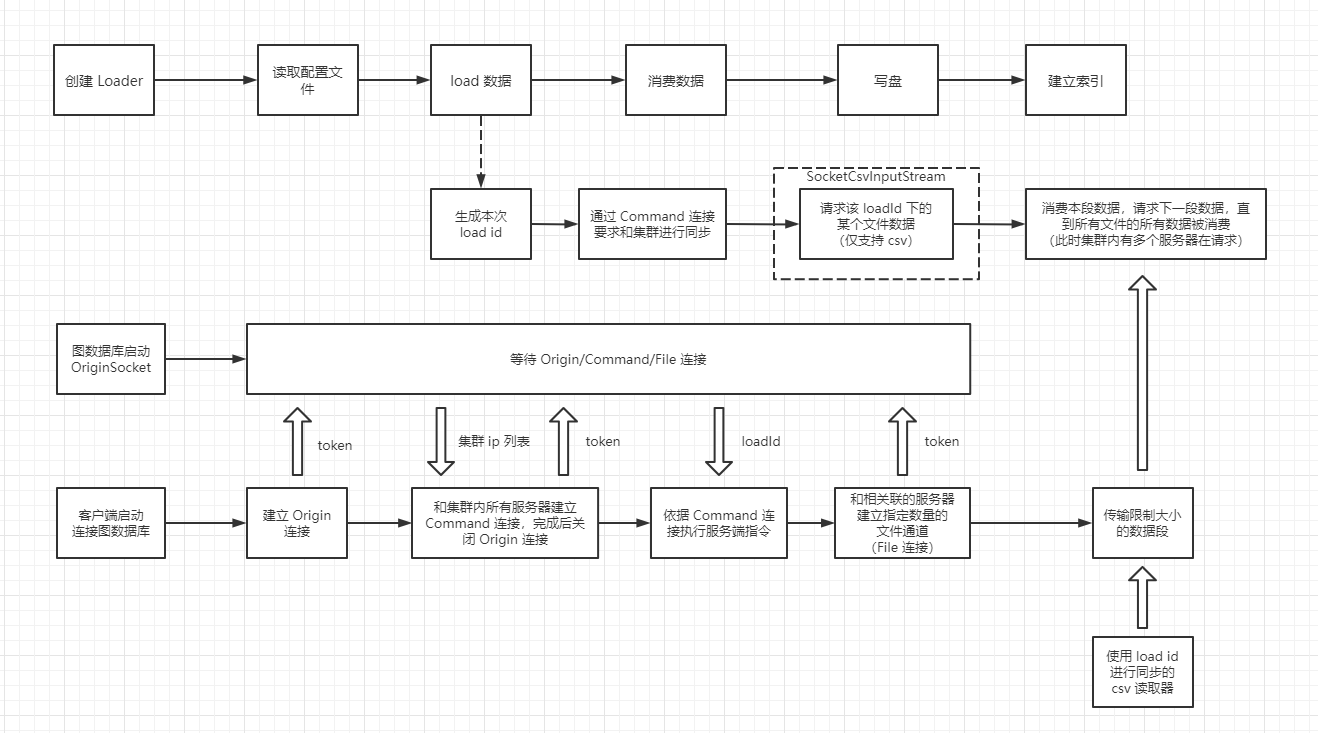 创建 Loader
读取配置文
件
load 数据
消费数据
写盘
建立索引
生成本次
load id
通过 Command 连接
要求和集群进行同步
SocketCsvInputStream
请求该 loadId 下的
某个文件数据
（仅支持 csv）
消费本段数据，请求下一段数据，直
到所有文件的所有数据被消费
（此时集群内有多个服务器在请求）
图数据库启动
OriginSocket
等待 Origin/Command/File 连接
token
集群 ip 列表
token
loadId
token
客户端启动
连接图数据库
建立 Origin
连接
和集群内所有服务器建立
Command 连接，完成后关
闭 Origin 连接
依据 Command 连
接执行服务端指令
和相关联的服务器
建立指定数量的
文件通道
（File 连接）
传输限制大小
的数据段
使用 load id
进行同步的
csv 读取器